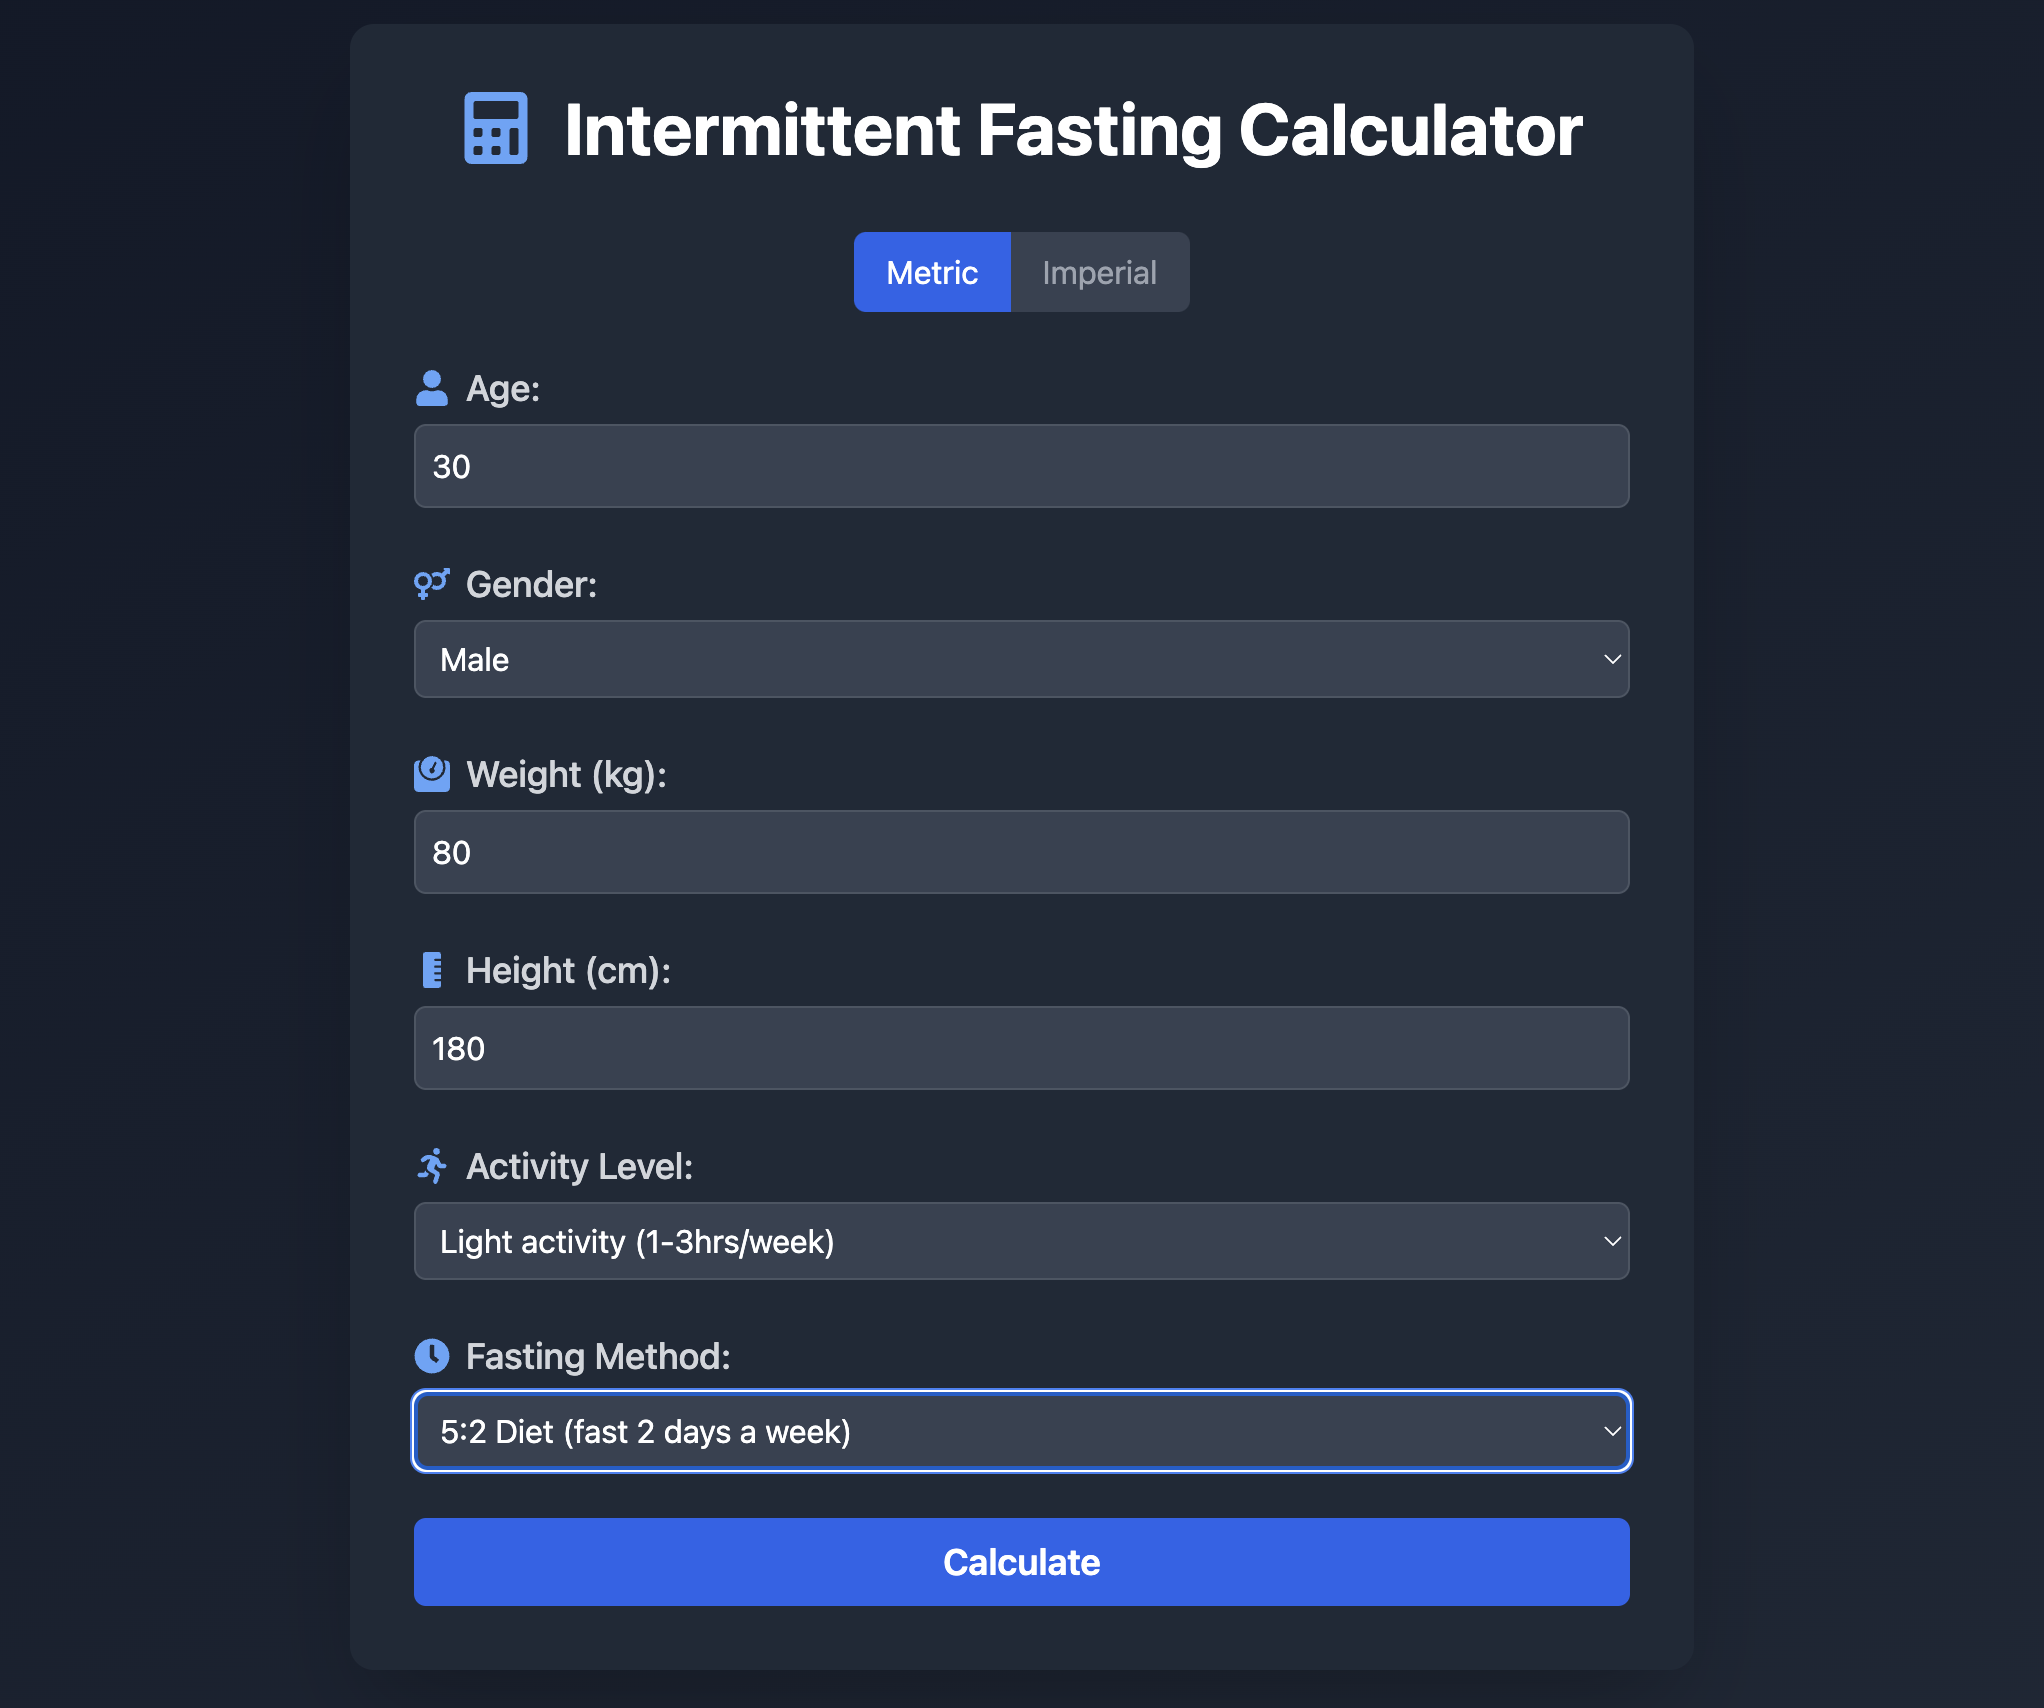 Intermittent Fasting Calculator
Metric
Imperial
Age:
30
Gender:
Male
Weight (kg):
80
Height (cm):
180
Activity Level:
Light activity (1-3hrs/week)
Fasting Method:
5:2 Diet (fast 2 days a week)
Calculate